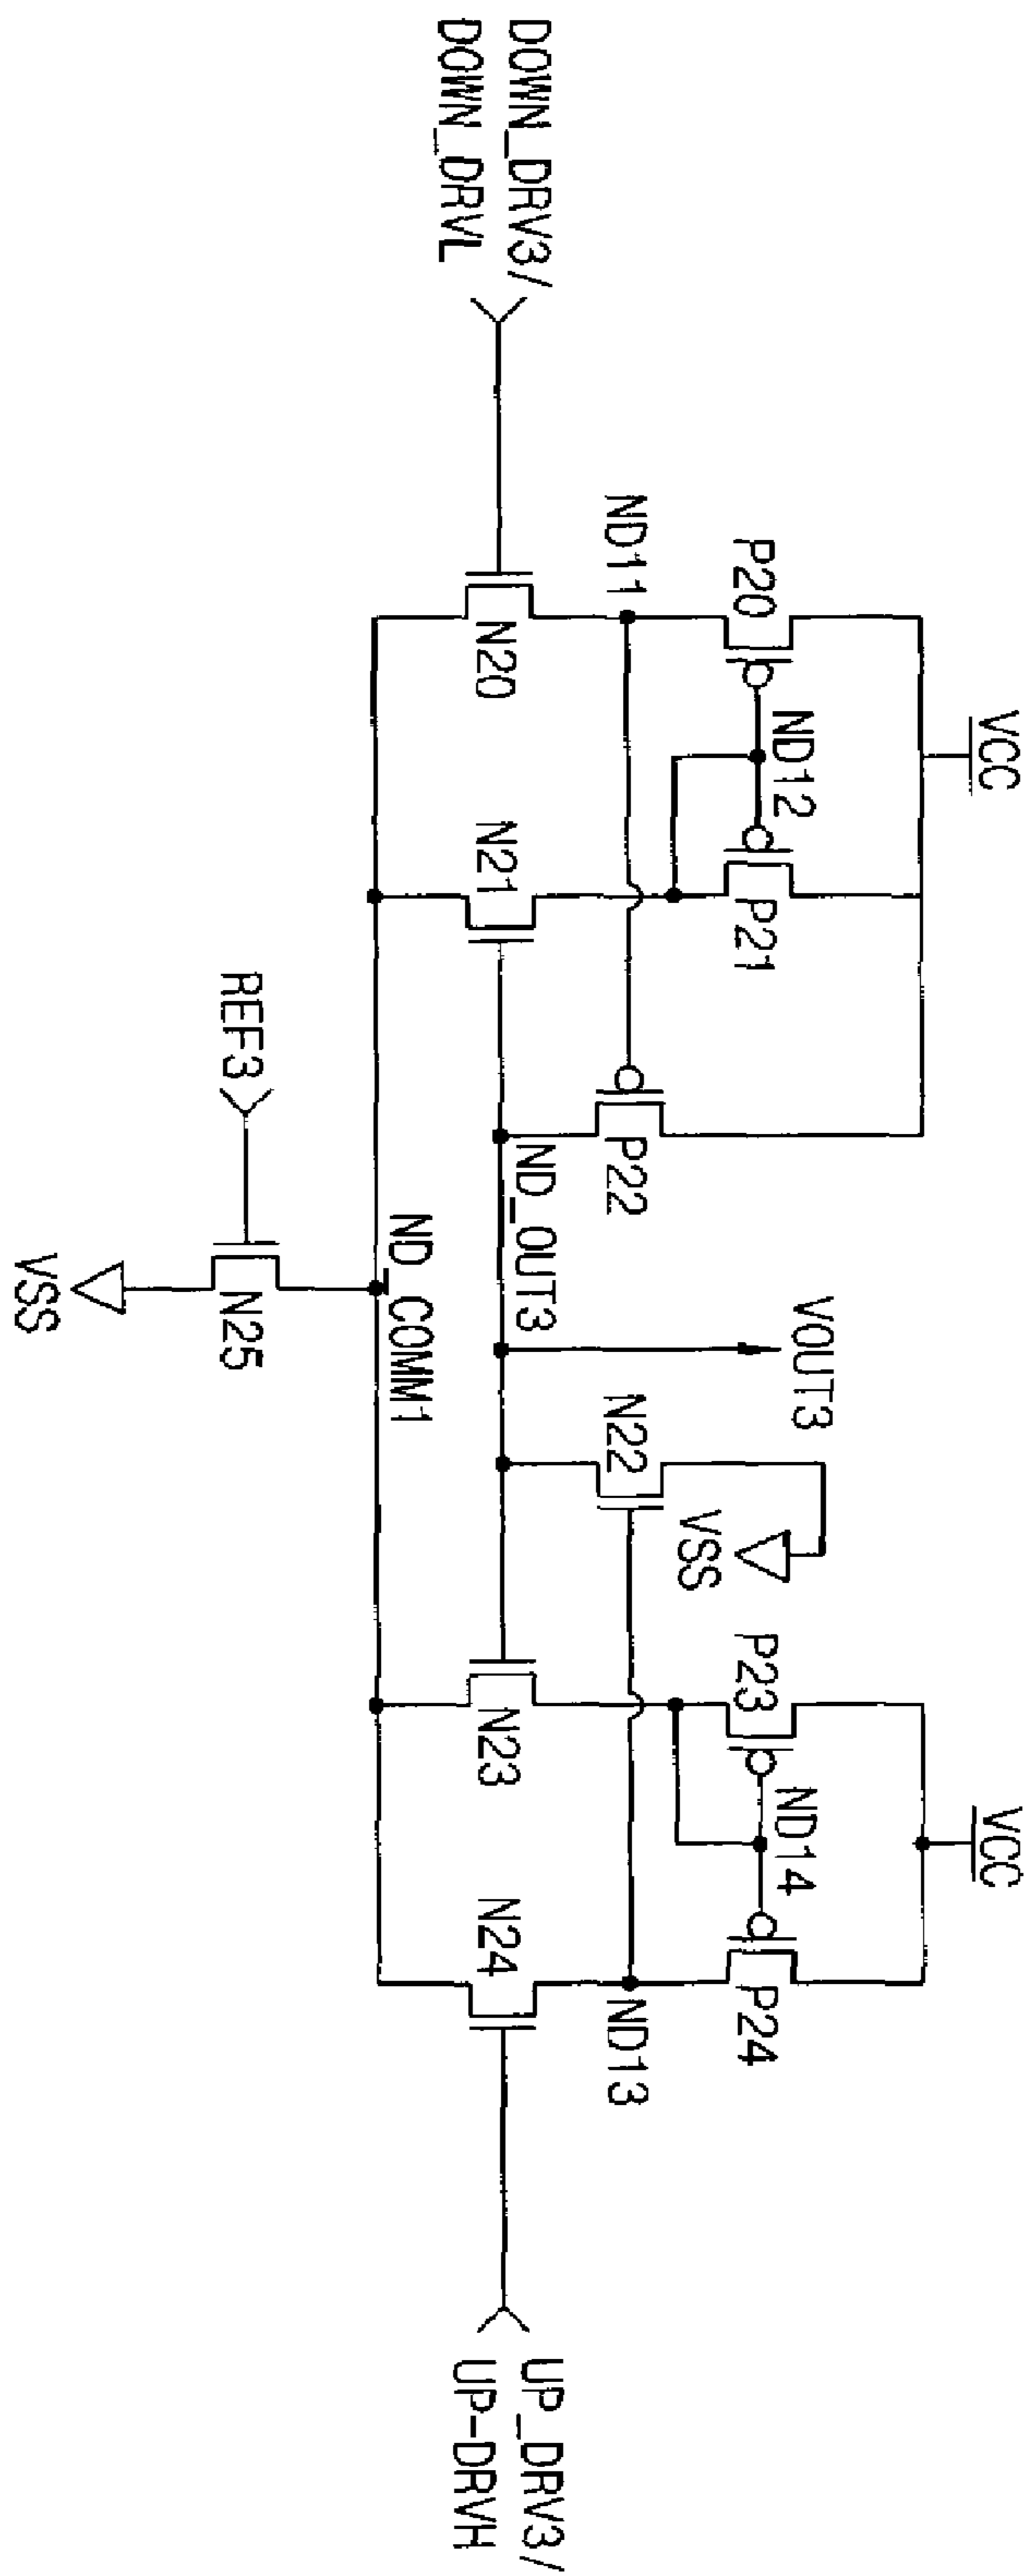 VCC
VCC
P20
ND12
P21
P23
ND14
P24
VOUT3
VSS
ND11
P22
N22
ND13
DOWN_DRV3/
DOWN_DRVL
N20
N21
ND_OUT3
N23
N24
UP_DRV3/
UP-DRVH
ND_COMM1
REF3
N25
VSS